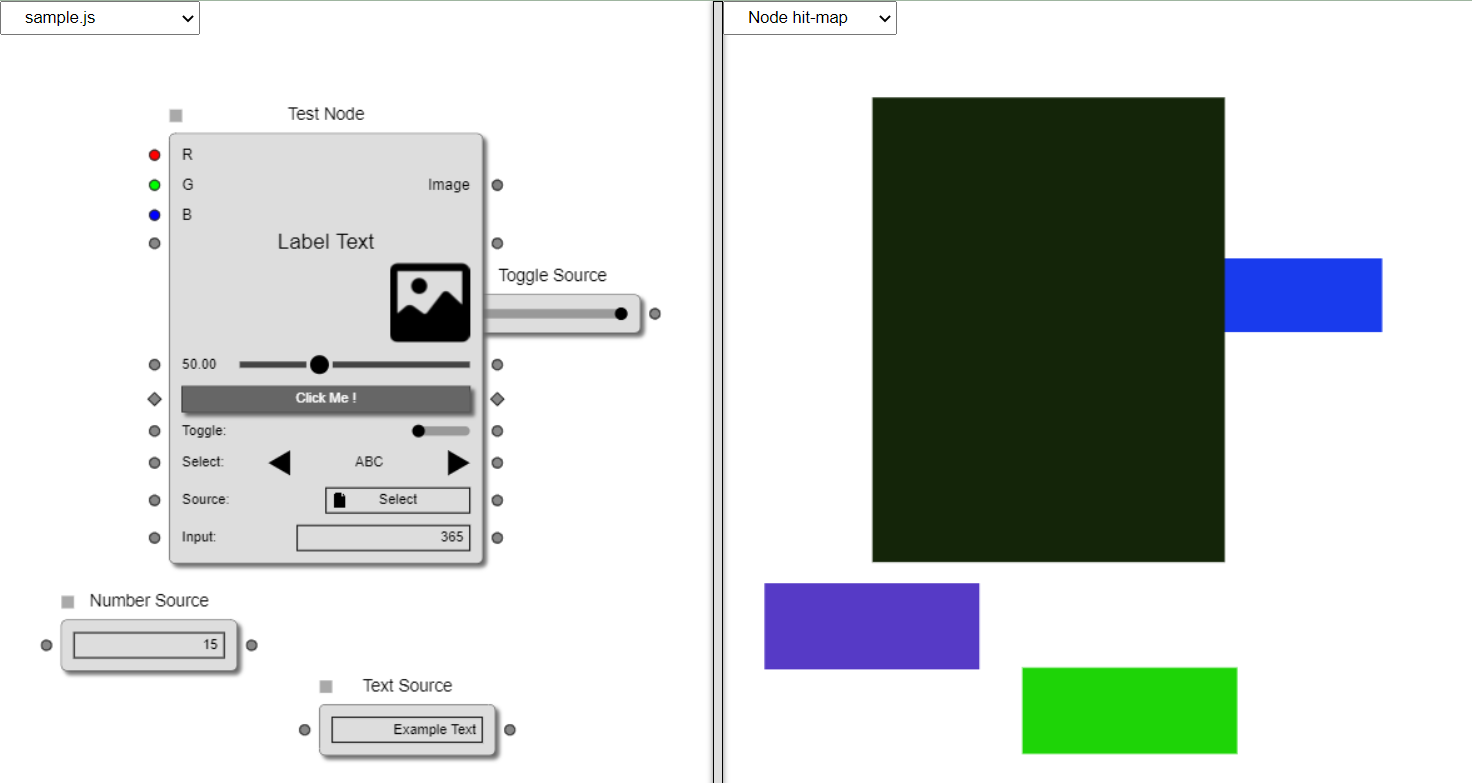 sample.js
Node hit-map
Test Node
R
G
Image
B
Label Text
Toggle Source
50.00
Click Me !
Toggle:
Select:
ABC
Source:
Select
Input:
365
Number Source
15
Text Source
Example Text